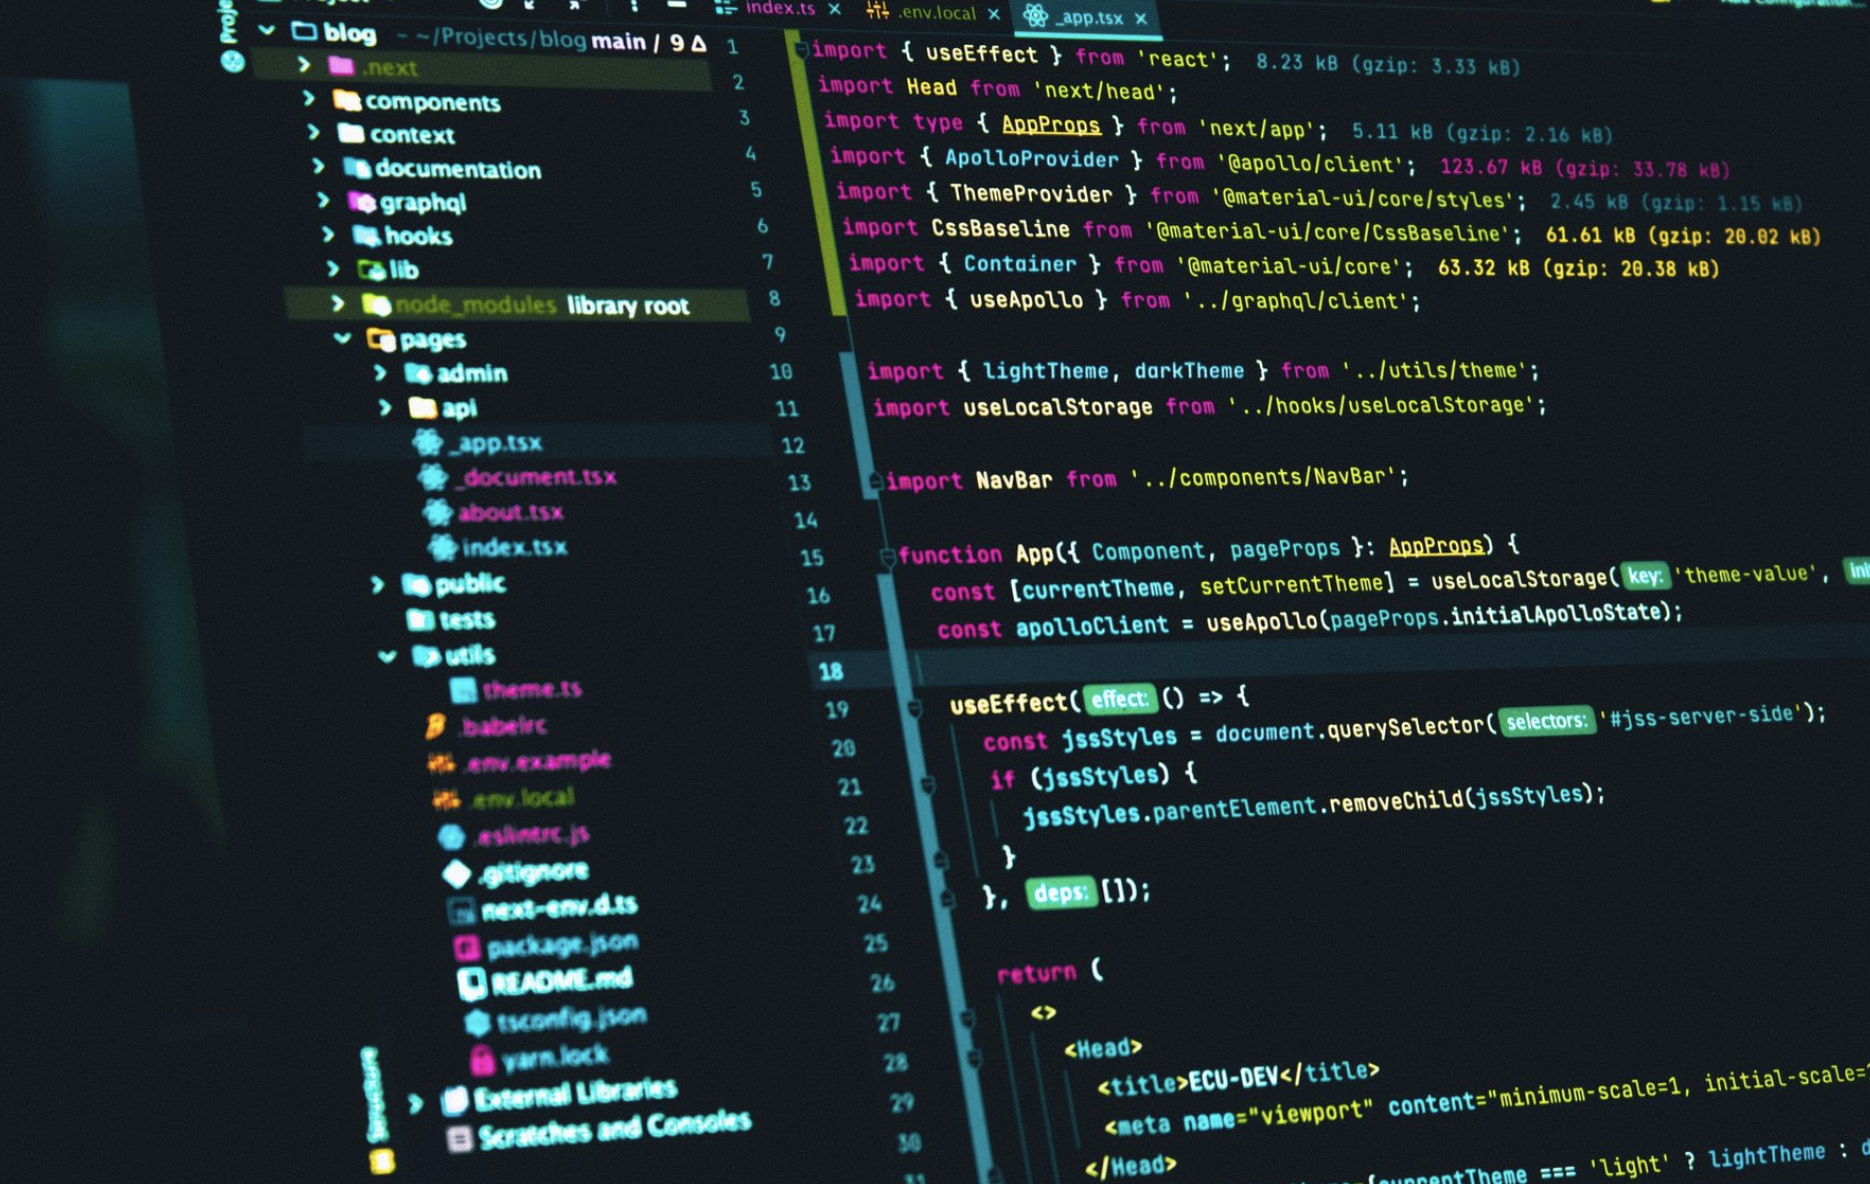 index.ts × .env.local × _app.tsx ×
blog ~/Projects/blog main / 9 Δ
.next
components
context
documentation
graphql
hooks
lib
node_modules library root
pages
admin
api
_app.tsx
_document.tsx
about.tsx
index.tsx
public
tests
utils
theme.ts
.babelrc
.env.example
.env.local
.eslintrc.js
.gitignore
next-env.d.ts
package.json
README.md
tsconfig.json
yarn.lock
External Libraries
Scratches and Consoles
Structure
1 import { useEffect } from 'react'; 8.23 kB (gzip: 3.33 kB)
2 import Head from 'next/head';
3 import type { AppProps } from 'next/app'; 5.11 kB (gzip: 2.16 kB)
4 import { ApolloProvider } from '@apollo/client'; 123.67 kB (gzip: 33.78 kB)
5 import { ThemeProvider } from '@material-ui/core/styles'; 2.45 kB (gzip: 1.15 kB)
6 import CssBaseline from '@material-ui/core/CssBaseline'; 61.61 kB (gzip: 20.02 kB)
7 import { Container } from '@material-ui/core'; 63.32 kB (gzip: 20.38 kB)
8 import { useApollo } from '../graphql/client';
9
10 import { lightTheme, darkTheme } from '../utils/theme';
11 import useLocalStorage from '../hooks/useLocalStorage';
12
13 import NavBar from '../components/NavBar';
14
15 function App({ Component, pageProps }: AppProps) {
16 const [currentTheme, setCurrentTheme] = useLocalStorage( key: 'theme-value',
17 const apolloClient = useApollo(pageProps.initialApolloState);
18
19 useEffect( effect: () => {
20 const jssStyles = document.querySelector( selectors: '#jss-server-side');
21 if (jssStyles) {
22 jssStyles.parentElement.removeChild(jssStyles);
23 }
24 }, deps: []);
25
26 return (
27 <>
28 <Head>
29 <title>ECU-DEV</title>
30 <meta name="viewport" content="minimum-scale=1, initial-scale=
31 </Head>
currentTheme === 'light' ? lightTheme :